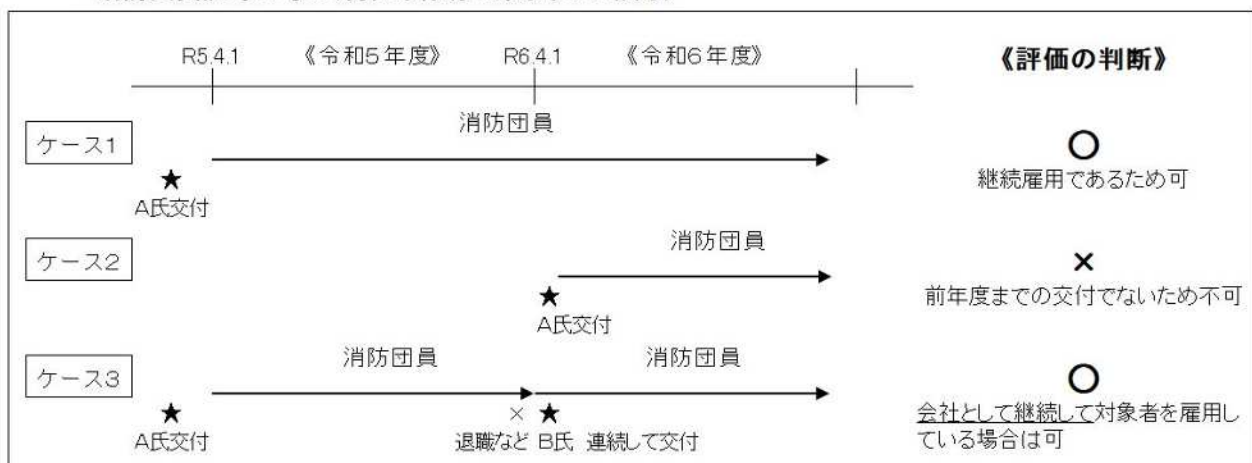 R5.4.1 《令和5年度》 R6.4.1 《令和6年度》 《評価の判断》
消防団員
ケース1
○
★
継続雇用であるため可
A氏交付
消防団員
ケース2
×
★
前年度までの交付でないため不可
A氏交付
消防団員 消防団員
ケース3
○
★ × ★
会社として継続して対象者を雇用し
ている場合は可
A氏交付 退職など B氏 連続して交付